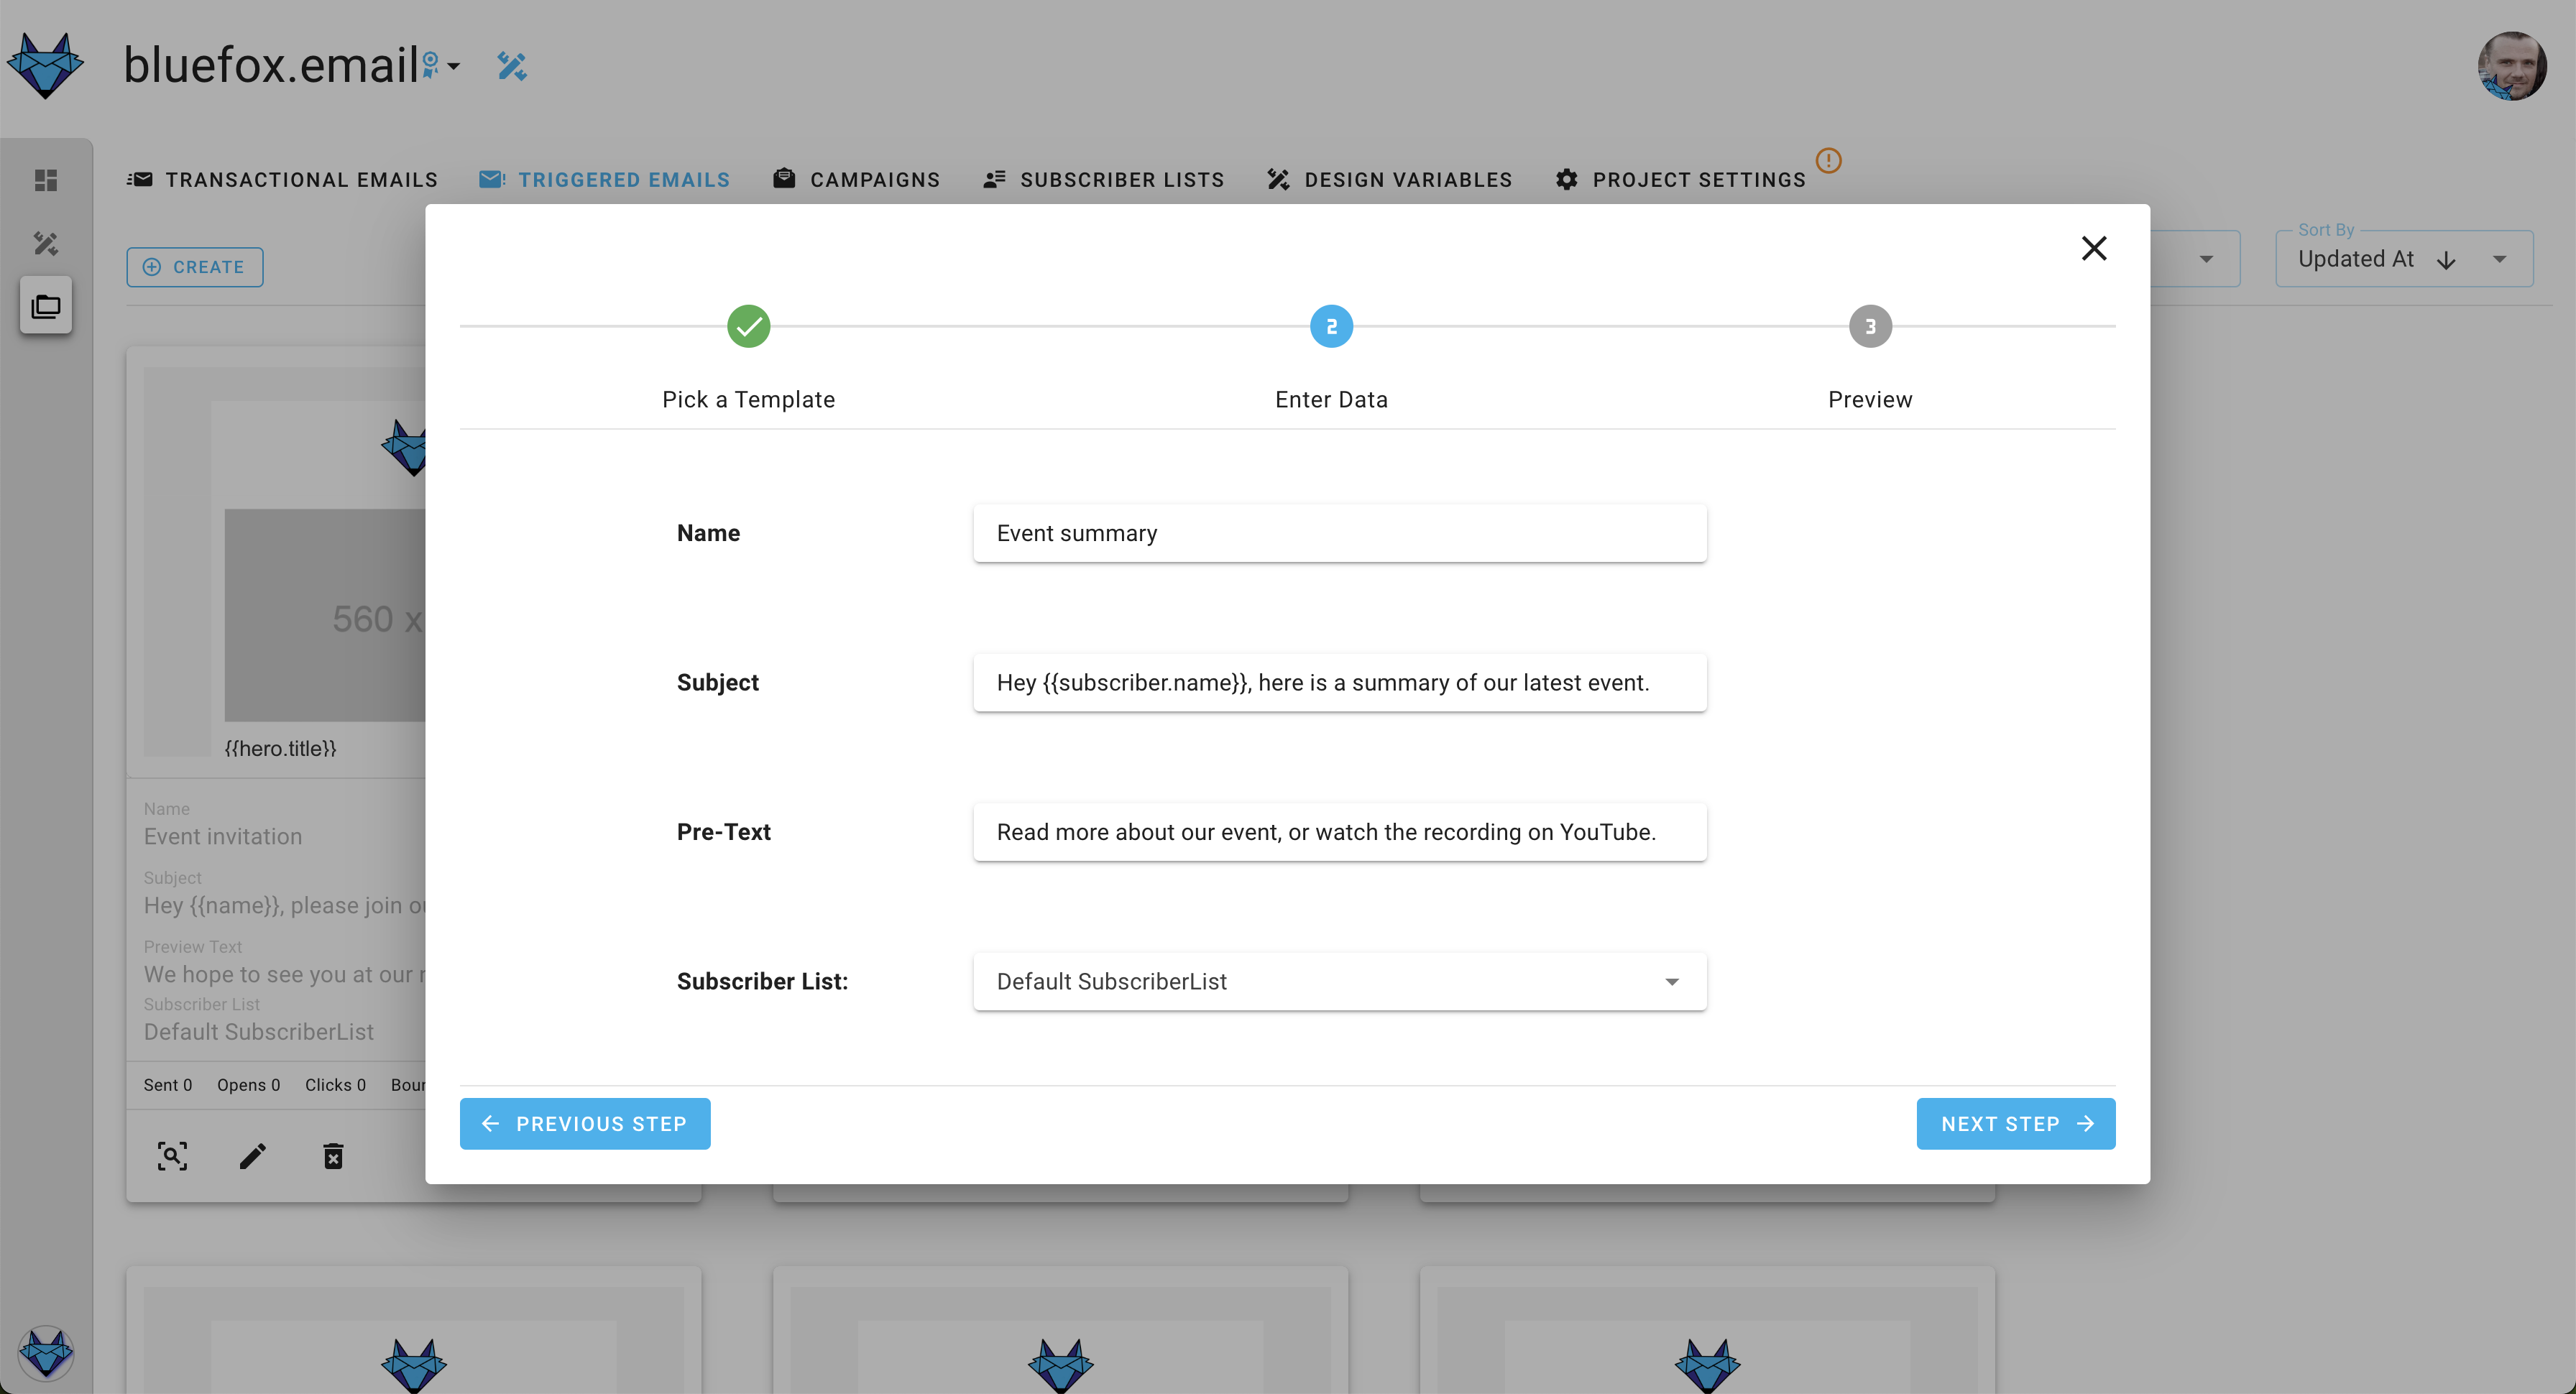 bluefox.email
TRANSACTIONAL EMAILS
TRIGGERED EMAILS
CAMPAIGNS
SUBSCRIBER LISTS
DESIGN VARIABLES
PROJECT SETTINGS
CREATE
Sort By
Updated At
2
3
Pick a Template
Enter Data
Preview
Name
Event summary
Subject
Hey {{subscriber.name}}, here is a summary of our latest event.
Pre-Text
Read more about our event, or watch the recording on YouTube.
Subscriber List:
Default SubscriberList
PREVIOUS STEP
NEXT STEP
560 x
{{hero.title}}
Name
Event invitation
Subject
Hey {{name}}, please join
Preview Text
We hope to see you at our
Subscriber List
Default SubscriberList
Sent 0 Opens 0 Clicks 0